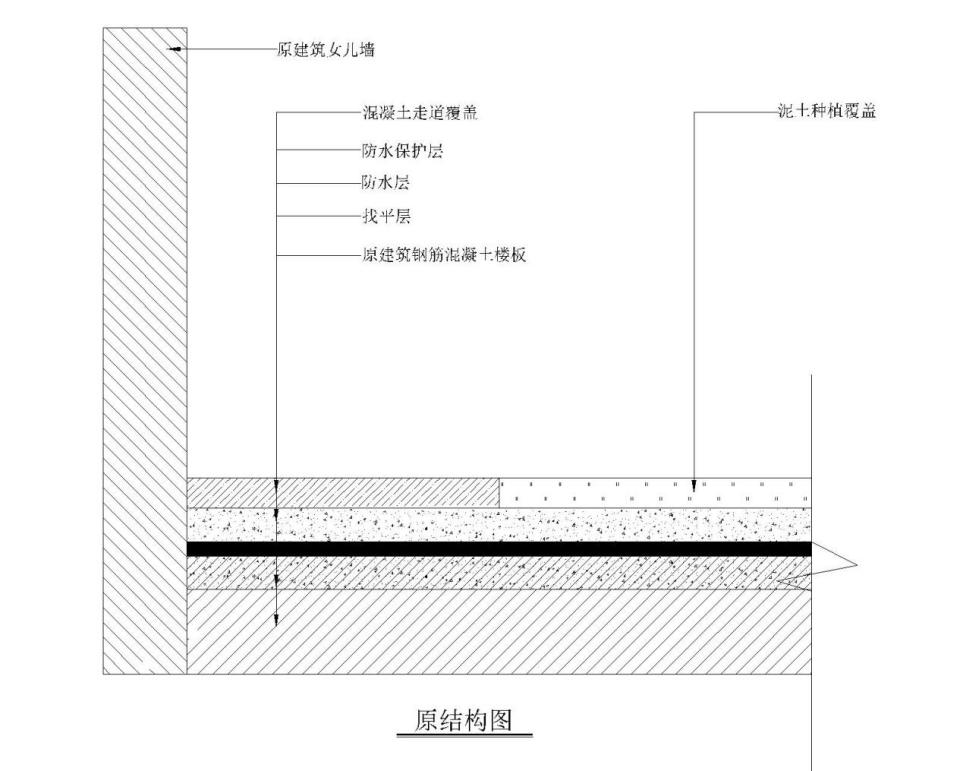 原建筑女儿墙
混凝土走道覆盖
泥土种植覆盖
防水保护层
防水层
找平层
原建筑钢筋混凝土楼板
原结构图